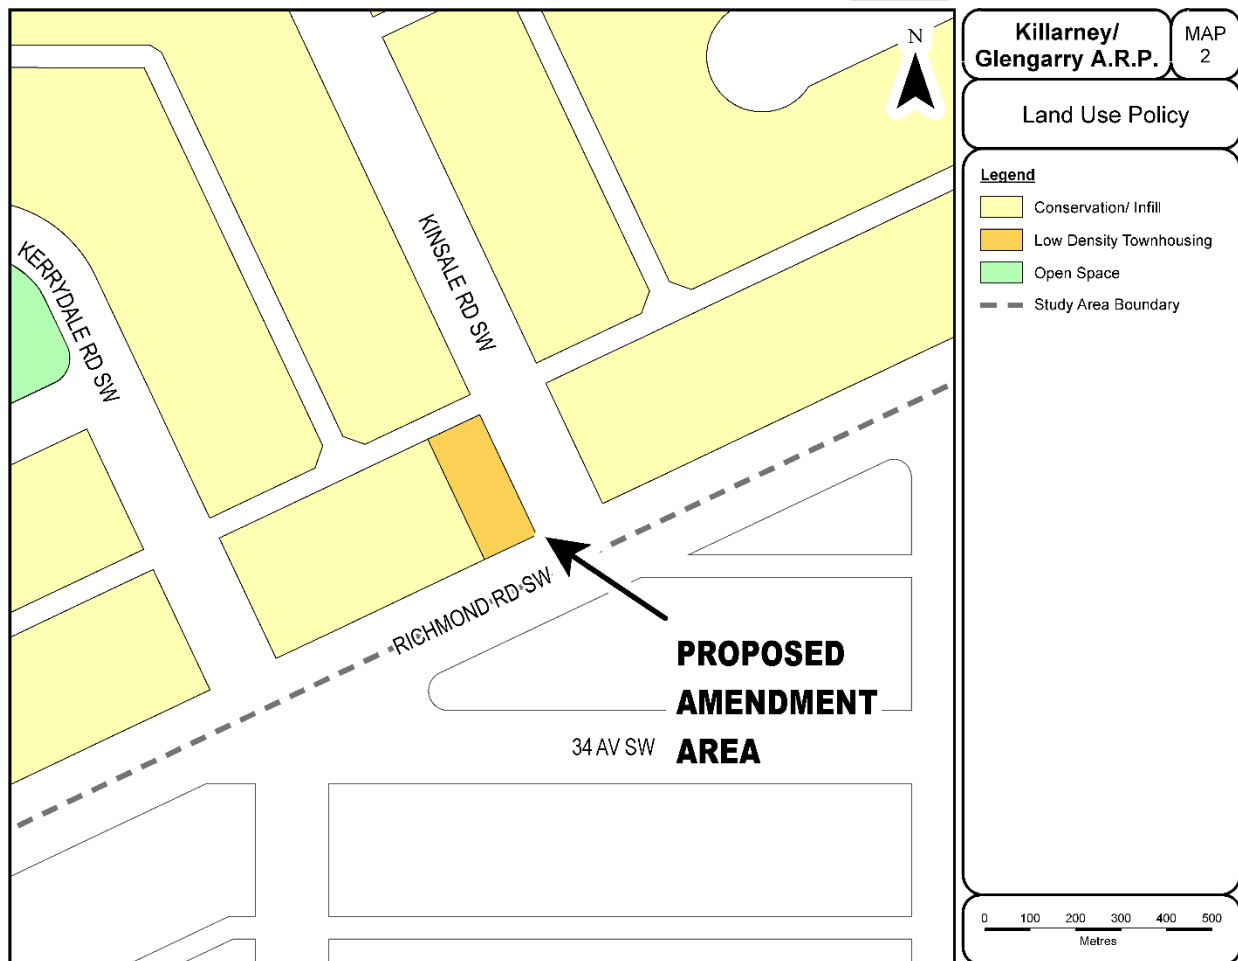 Killarney/
Glengarry A.R.P.
MAP
2
Land Use Policy
Legend
Conservation/ Infill
Low Density Townhousing
Open Space
Study Area Boundary
N
KINSALE RD SW
KERRYDALE RD SW
RICHMOND RD SW
PROPOSED
AMENDMENT
AREA
34 AV SW
0 100 200 300 400 500
Metres